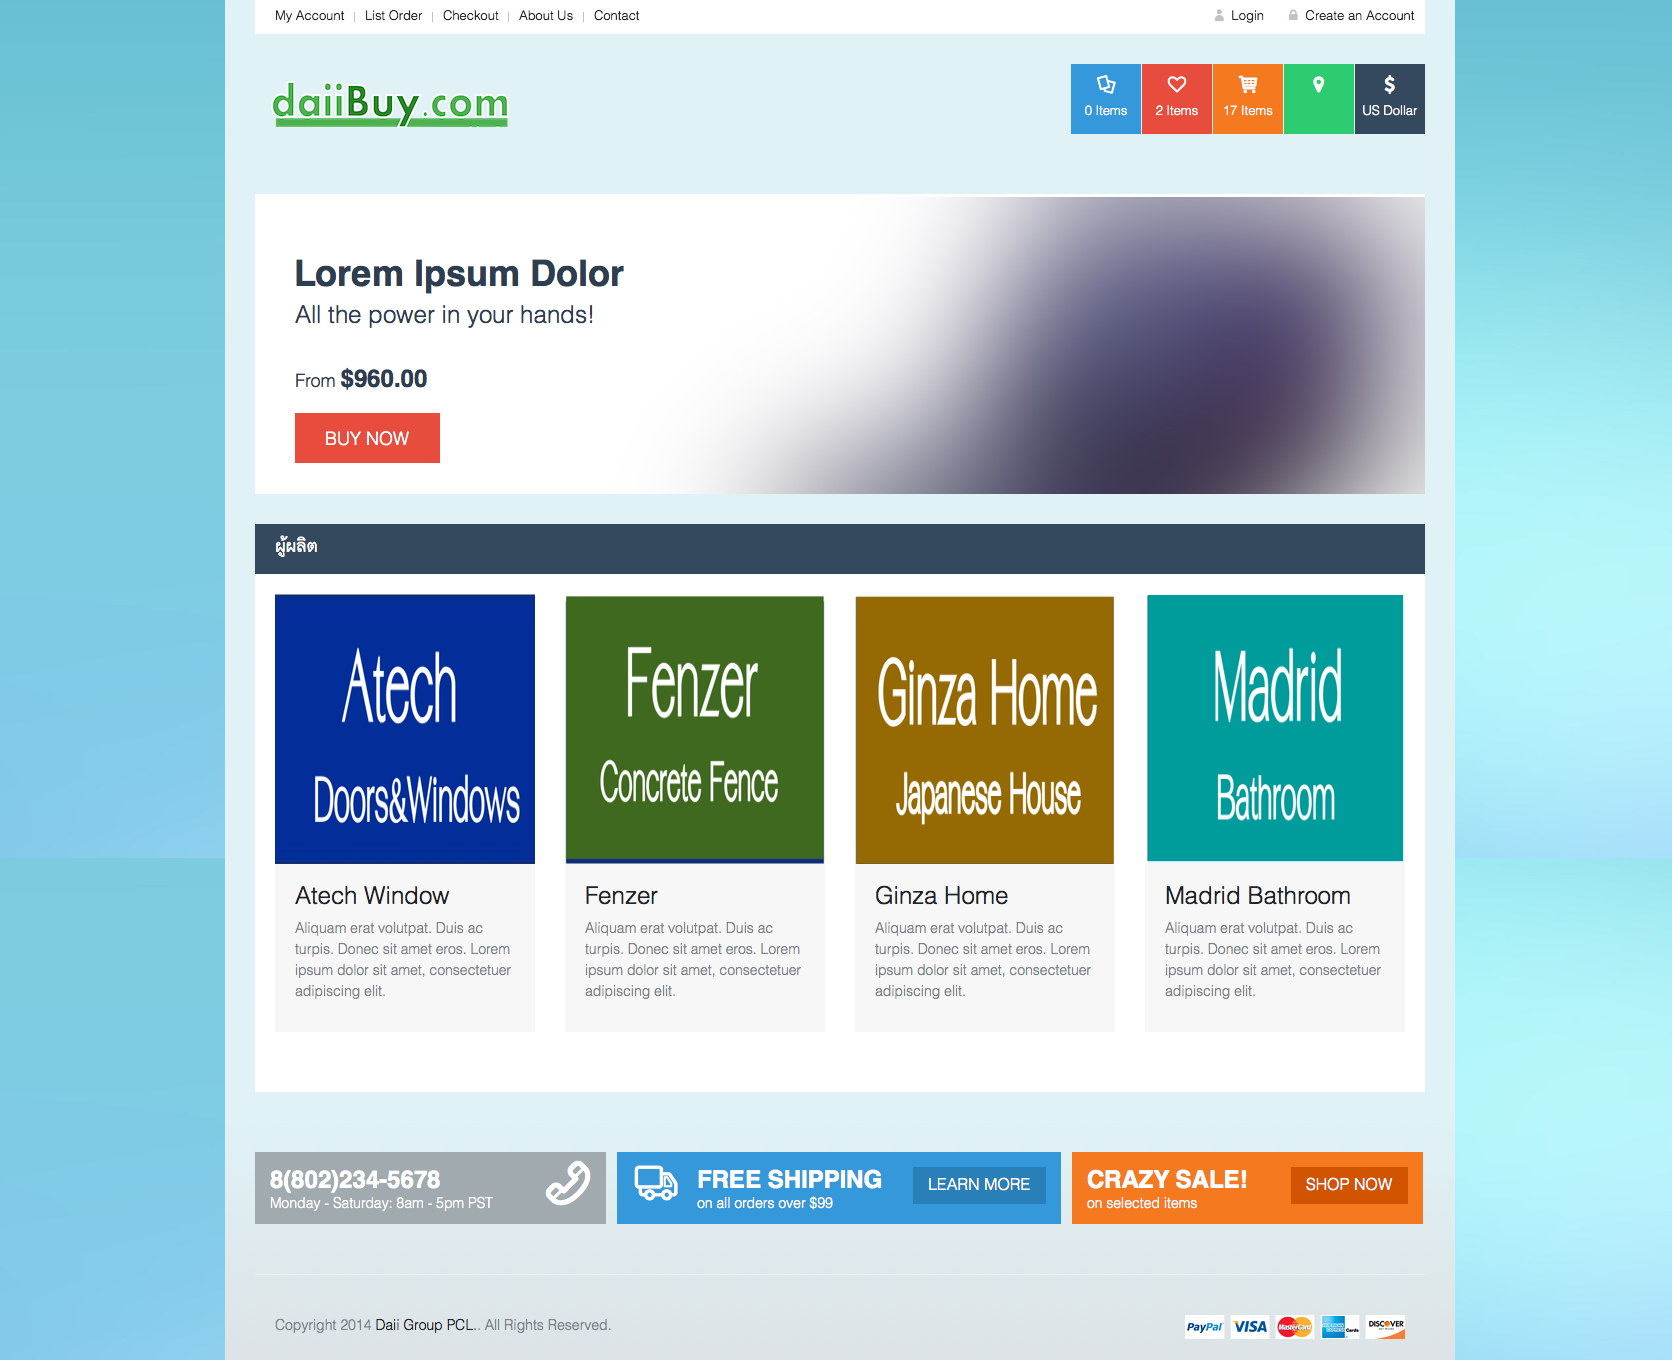 My Account | List Order | Checkout | About Us | Contact
Login
Create an Account
daiiBuy.com
0 Items
2 Items
17 Items
$
US Dollar
Lorem Ipsum Dolor
All the power in your hands!
From $960.00
BUY NOW
ผู้ผลิต
Atech
Doors&Windows
Fenzer
Concrete Fence
Ginza Home
Japanese House
Madrid
Bathroom
Atech Window
Aliquam erat volutpat. Duis ac
turpis. Donec sit amet eros. Lorem
ipsum dolor sit amet, consectetuer
adipiscing elit.
Fenzer
Aliquam erat volutpat. Duis ac
turpis. Donec sit amet eros. Lorem
ipsum dolor sit amet, consectetuer
adipiscing elit.
Ginza Home
Aliquam erat volutpat. Duis ac
turpis. Donec sit amet eros. Lorem
ipsum dolor sit amet, consectetuer
adipiscing elit.
Madrid Bathroom
Aliquam erat volutpat. Duis ac
turpis. Donec sit amet eros. Lorem
ipsum dolor sit amet, consectetuer
adipiscing elit.
8(802)234-5678
Monday - Saturday: 8am - 5pm PST
FREE SHIPPING
on all orders over $99
LEARN MORE
CRAZY SALE!
on selected items
SHOP NOW
Copyright 2014 Daii Group PCL.. All Rights Reserved.
PayPal
VISA
MasterCard
Cards
DISCOVER